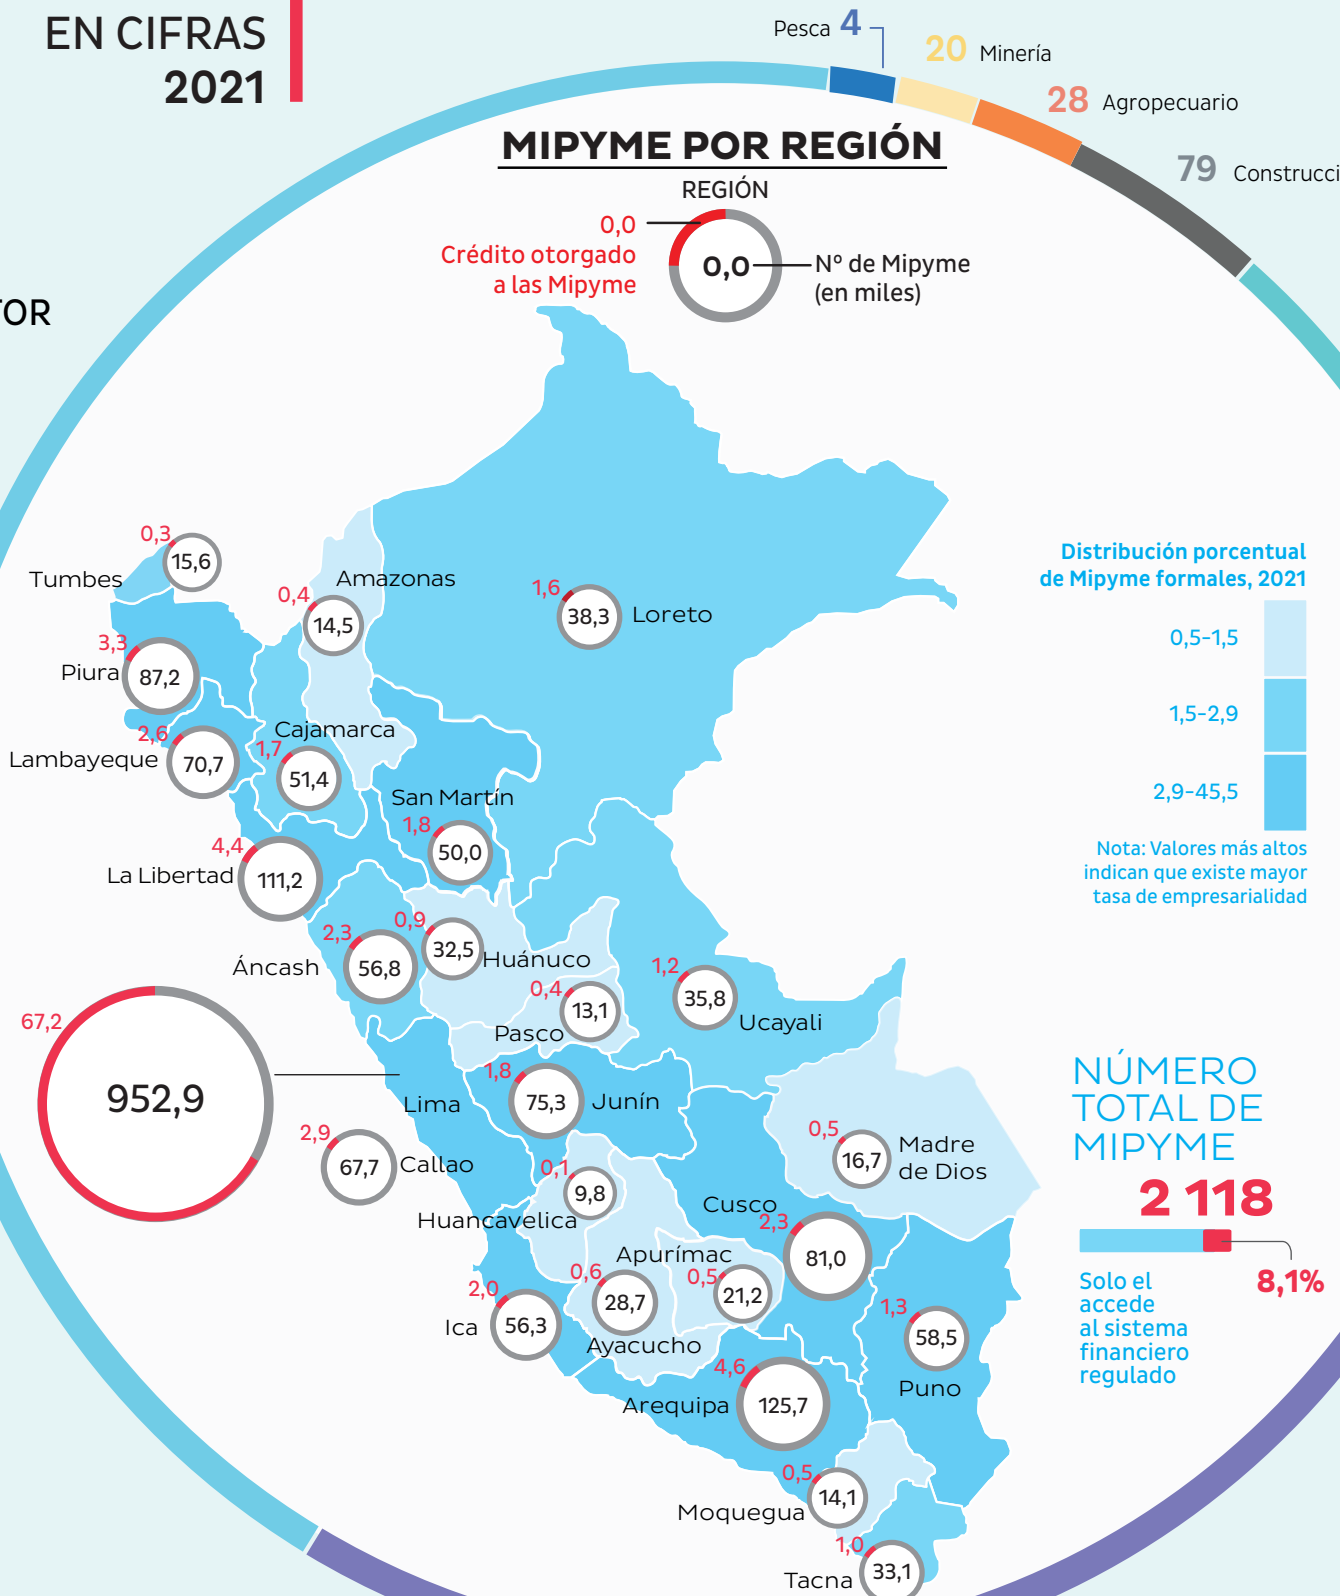 EN CIFRAS
2021
Pesca 4
20 Minería
28 Agropecuario
79 Construcci
TOR
MIPYME POR REGIÓN
REGIÓN
0,0
Crédito otorgado
a las Mipyme
0,0
Nº de Mipyme
(en miles)
Distribución porcentual
de Mipyme formales, 2021
0,5-1,5
1,5-2,9
2,9-45,5
Nota: Valores más altos
indican que existe mayor
tasa de empresarialidad
0,3
15,6
Tumbes
0,4
14,5
Amazonas
1,6
38,3
Loreto
3,3
87,2
Piura
2,6
70,7
Lambayeque
Cajamarca
1,7
51,4
San Martín
1,8
50,0
4,4
111,2
La Libertad
2,3
56,8
Áncash
0,9
32,5
Huánuco
0,4
13,1
Pasco
1,2
35,8
Ucayali
67,2
952,9
Lima
1,8
75,3
Junín
2,9
67,7
Callao
0,5
16,7
Madre
de Dios
0,1
9,8
Huancavelica
Cusco
2,3
81,0
Apurímac
0,5
21,2
0,6
28,7
Ayacucho
2,0
56,3
Ica
1,3
58,5
Puno
4,6
125,7
Arequipa
0,5
14,1
Moquegua
1,0
33,1
Tacna
NÚMERO
TOTAL DE
MIPYME
2 118
8,1%
Solo el
accede
al sistema
financiero
regulado